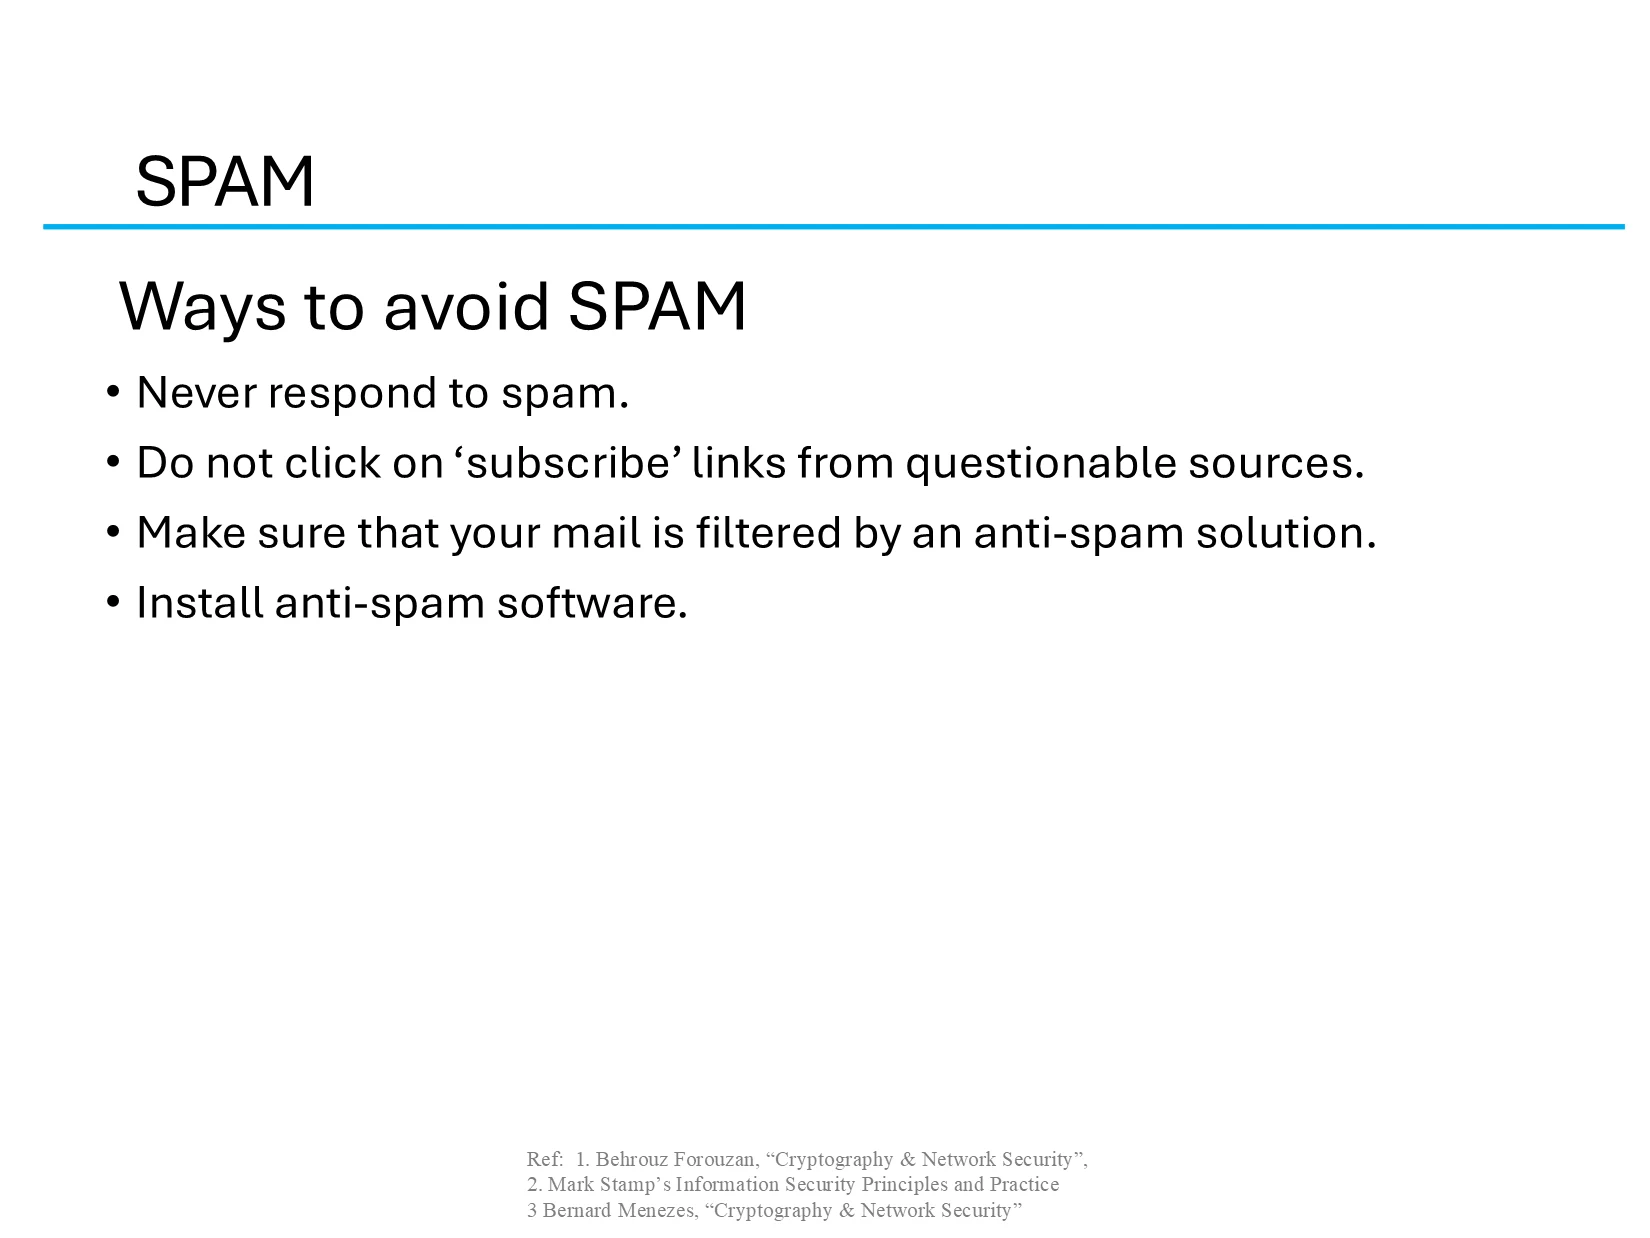 SPAM
Ways to avoid SPAM
• Never respond to spam.
• Do not click on ‘subscribe’ links from questionable sources.
• Make sure that your mail is filtered by an anti-spam solution.
• Install anti-spam software.
Ref:  1. Behrouz Forouzan, “Cryptography & Network Security”,
2. Mark Stamp’s Information Security Principles and Practice
3 Bernard Menezes, “Cryptography & Network Security”